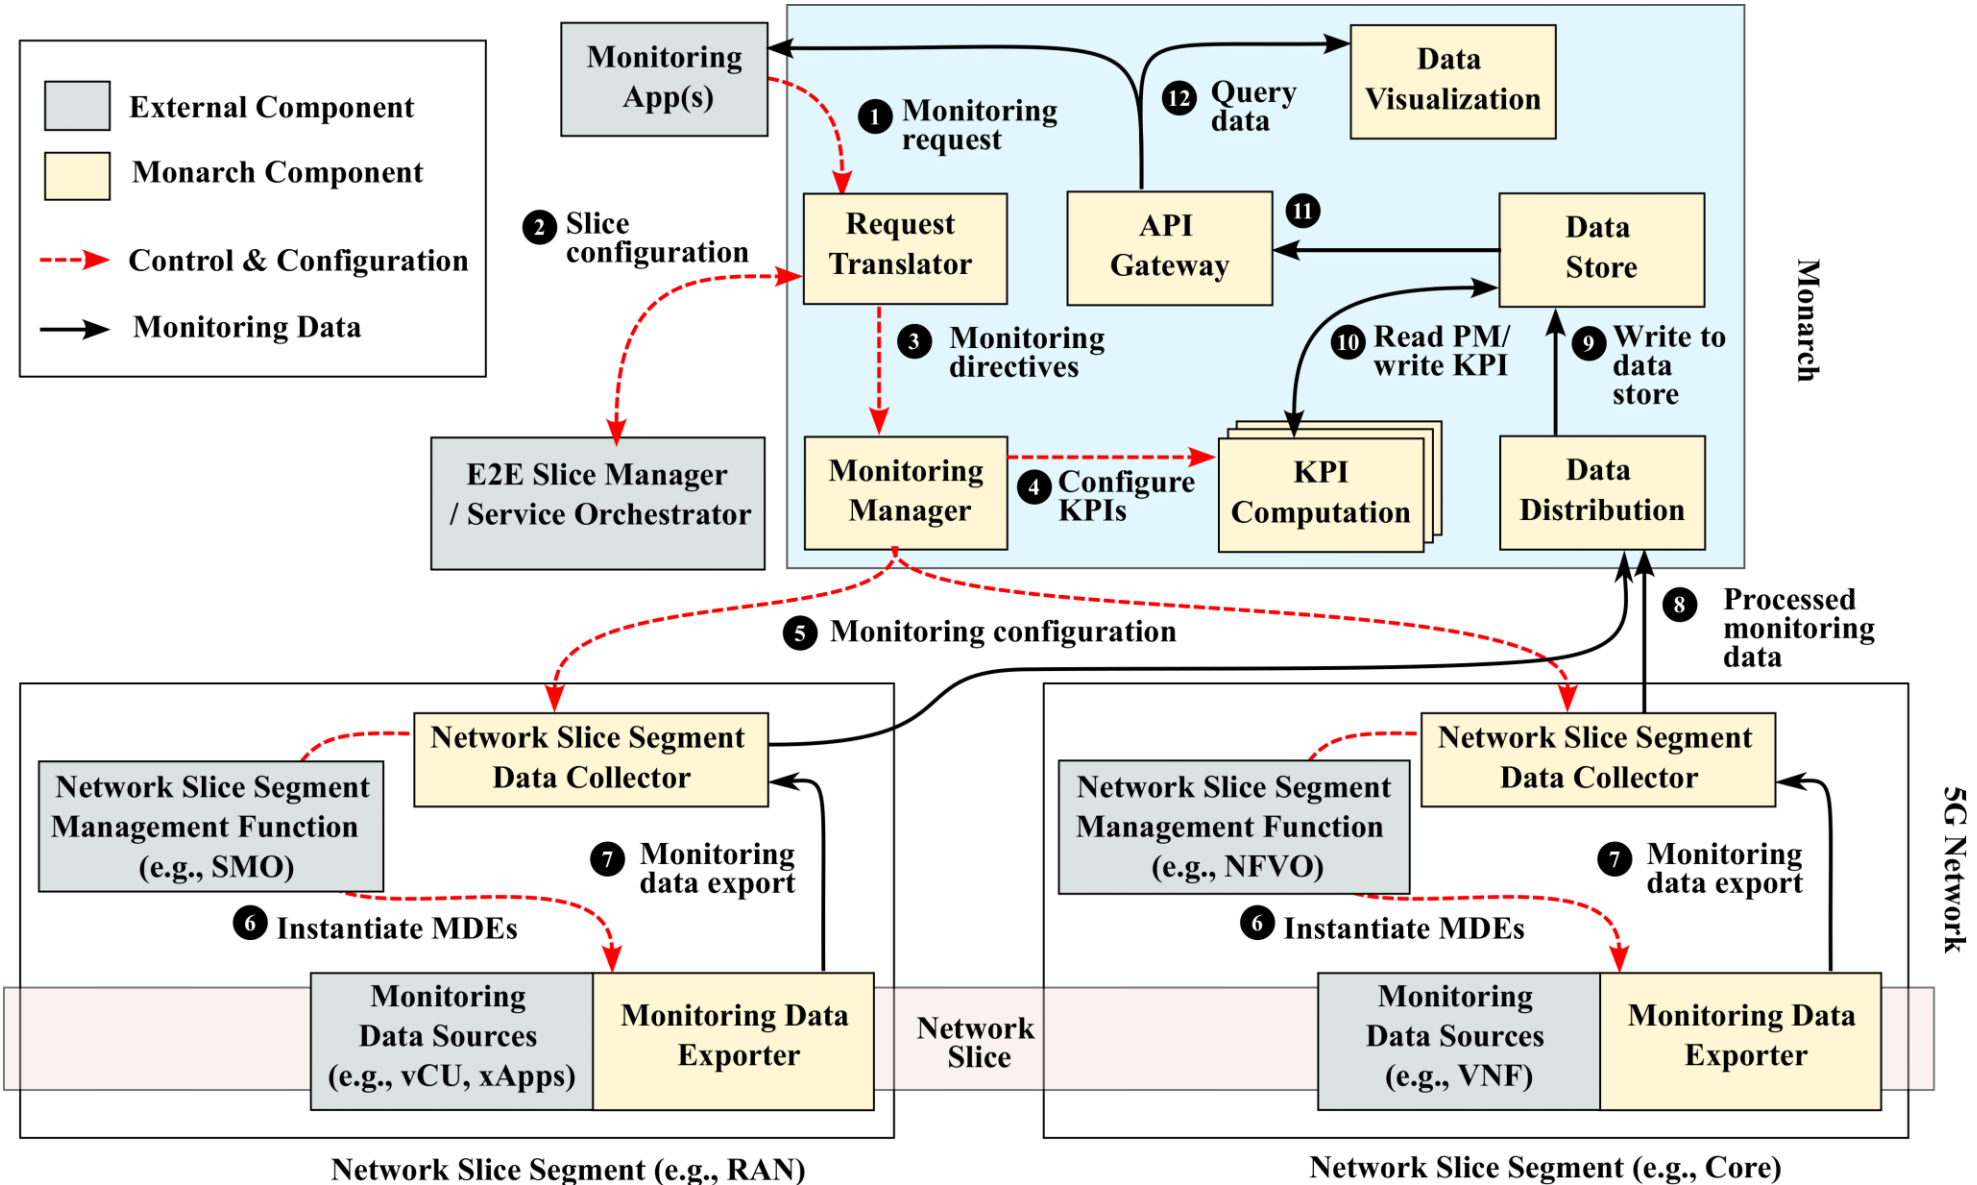 External Component
Monarch Component
Control & Configuration
Monitoring Data
Monitoring
App(s)
1 Monitoring
request
12 Query
data
Data
Visualization
2 Slice
configuration
Request
Translator
API
Gateway
11
Data
Store
Monarch
3 Monitoring
directives
10 Read PM/
write KPI
9 Write to
data
store
E2E Slice Manager
/ Service Orchestrator
Monitoring
Manager
4 Configure
KPIs
KPI
Computation
Data
Distribution
5 Monitoring configuration
8 Processed
monitoring
data
Network Slice Segment
Data Collector
Network Slice Segment
Management Function
(e.g., SMO)
7 Monitoring
data export
6 Instantiate MDEs
Monitoring
Data Sources
(e.g., vCU, xApps)
Monitoring Data
Exporter
Network
Slice
Network Slice Segment
Data Collector
Network Slice Segment
Management Function
(e.g., NFVO)
7 Monitoring
data export
6 Instantiate MDEs
Monitoring
Data Sources
(e.g., VNF)
Monitoring Data
Exporter
5G Network
Network Slice Segment (e.g., RAN)
Network Slice Segment (e.g., Core)